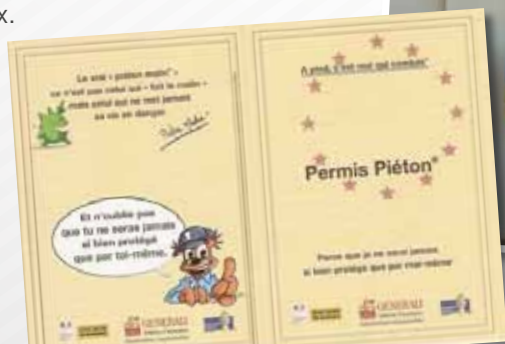 x.
Le vrai « piéton malin » 
ce n'est pas celui qui « fait le malin »
mais celui qui ne met jamais
sa vie en danger
Et n'oublie pas
que tu ne seras jamais
si bien protégé
que par toi-même.
A pied, c'est moi qui conduis*
Permis Piéton*
Parce que je ne serai jamais
si bien protégé que par moi-même
GENERALI
GENERALI